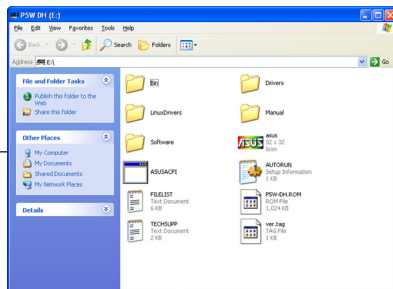 P5W DH (E:)
File Edit View Favorites Tools Help
Back Search Folders
Address E:\ Go
File and Folder Tasks
Publish this folder to the
Web
Share this folder
Other Places
My Computer
My Documents
Shared Documents
My Network Places
Details
Bin
Drivers
LinuxDrivers
Manual
Software
ASUS
asus
32 x 32
Icon
ASUSACPI
AUTORUN
Setup Information
1 KB
FILELIST
Text Document
6 KB
P5W-DH.ROM
ROM File
1,024 KB
TECHSUPP
Text Document
2 KB
ver.tag
TAG File
1 KB